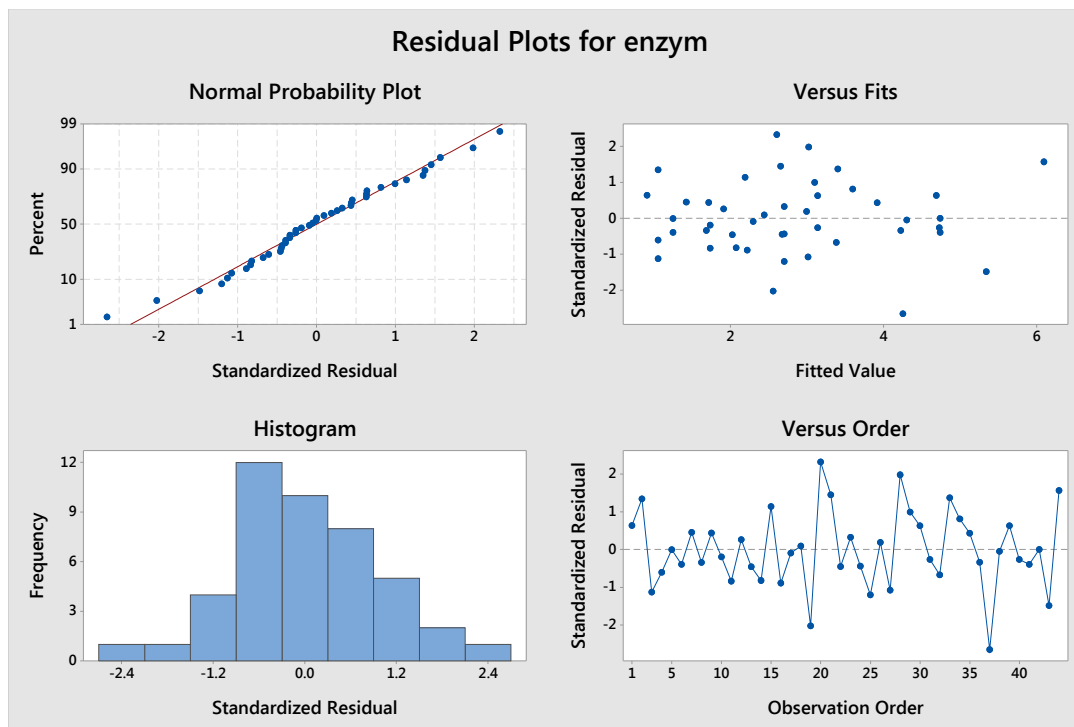 Residual Plots for enzym
Normal Probability Plot
99
90
50
10
1
Percent
-2 -1 0 1 2
Standardized Residual
Versus Fits
2
1
0
-1
-2
Standardized Residual
2 4 6
Fitted Value
Histogram
12
9
6
3
0
Frequency
-2.4 -1.2 0.0 1.2 2.4
Standardized Residual
Versus Order
2
1
0
-1
-2
Standardized Residual
1 5 10 15 20 25 30 35 40
Observation Order